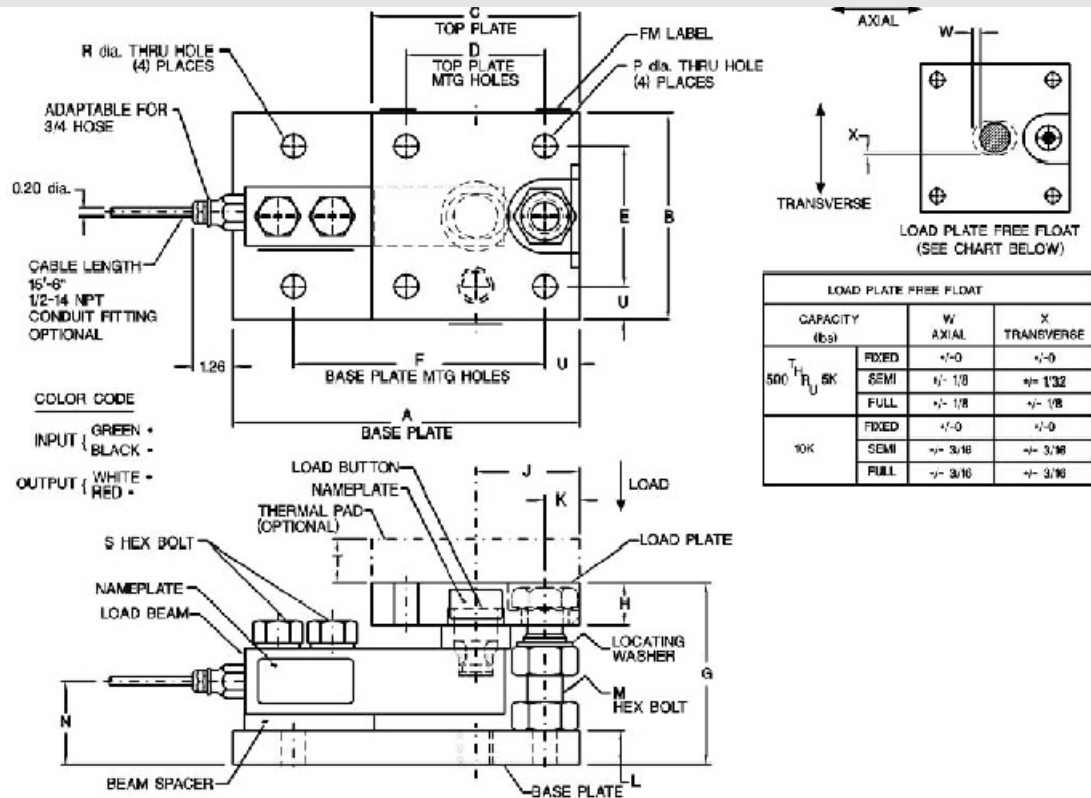 C
TOP PLATE
D
TOP PLATE
MTG HOLES
R dia. THRU HOLE
(4) PLACES
ADAPTABLE FOR
3/4 HOSE
0.20 dia.
CABLE LENGTH
15'-6"
1/2-14 NPT
CONDUIT FITTING
OPTIONAL
1.26
FM LABEL
P dia. THRU HOLE
(4) PLACES
E
B
U
F
U
BASE PLATE MTG HOLES
A
BASE PLATE
AXIAL
W
X
TRANSVERSE
LOAD PLATE FREE FLOAT
(SEE CHART BELOW)
LOAD PLATE FREE FLOAT
CAPACITY (lbs) W AXIAL X TRANSVERSE
500 THRU 5K FIXED +/-0 +/-0
SEMI +/- 1/8 +/- 1/32
FULL +/- 1/8 +/- 1/8
10K FIXED +/-0 +/-0
SEMI +/- 3/16 +/- 3/16
FULL +/- 3/16 +/- 3/16
COLOR CODE
INPUT { GREEN +
BLACK -
OUTPUT { WHITE +
RED -
LOAD BUTTON
NAMEPLATE
THERMAL PAD
(OPTIONAL)
J
K
LOAD
S HEX BOLT
T
LOAD PLATE
NAMEPLATE
LOAD BEAM
H
LOCATING
WASHER
G
M
HEX BOLT
N
BEAM SPACER
L
BASE PLATE